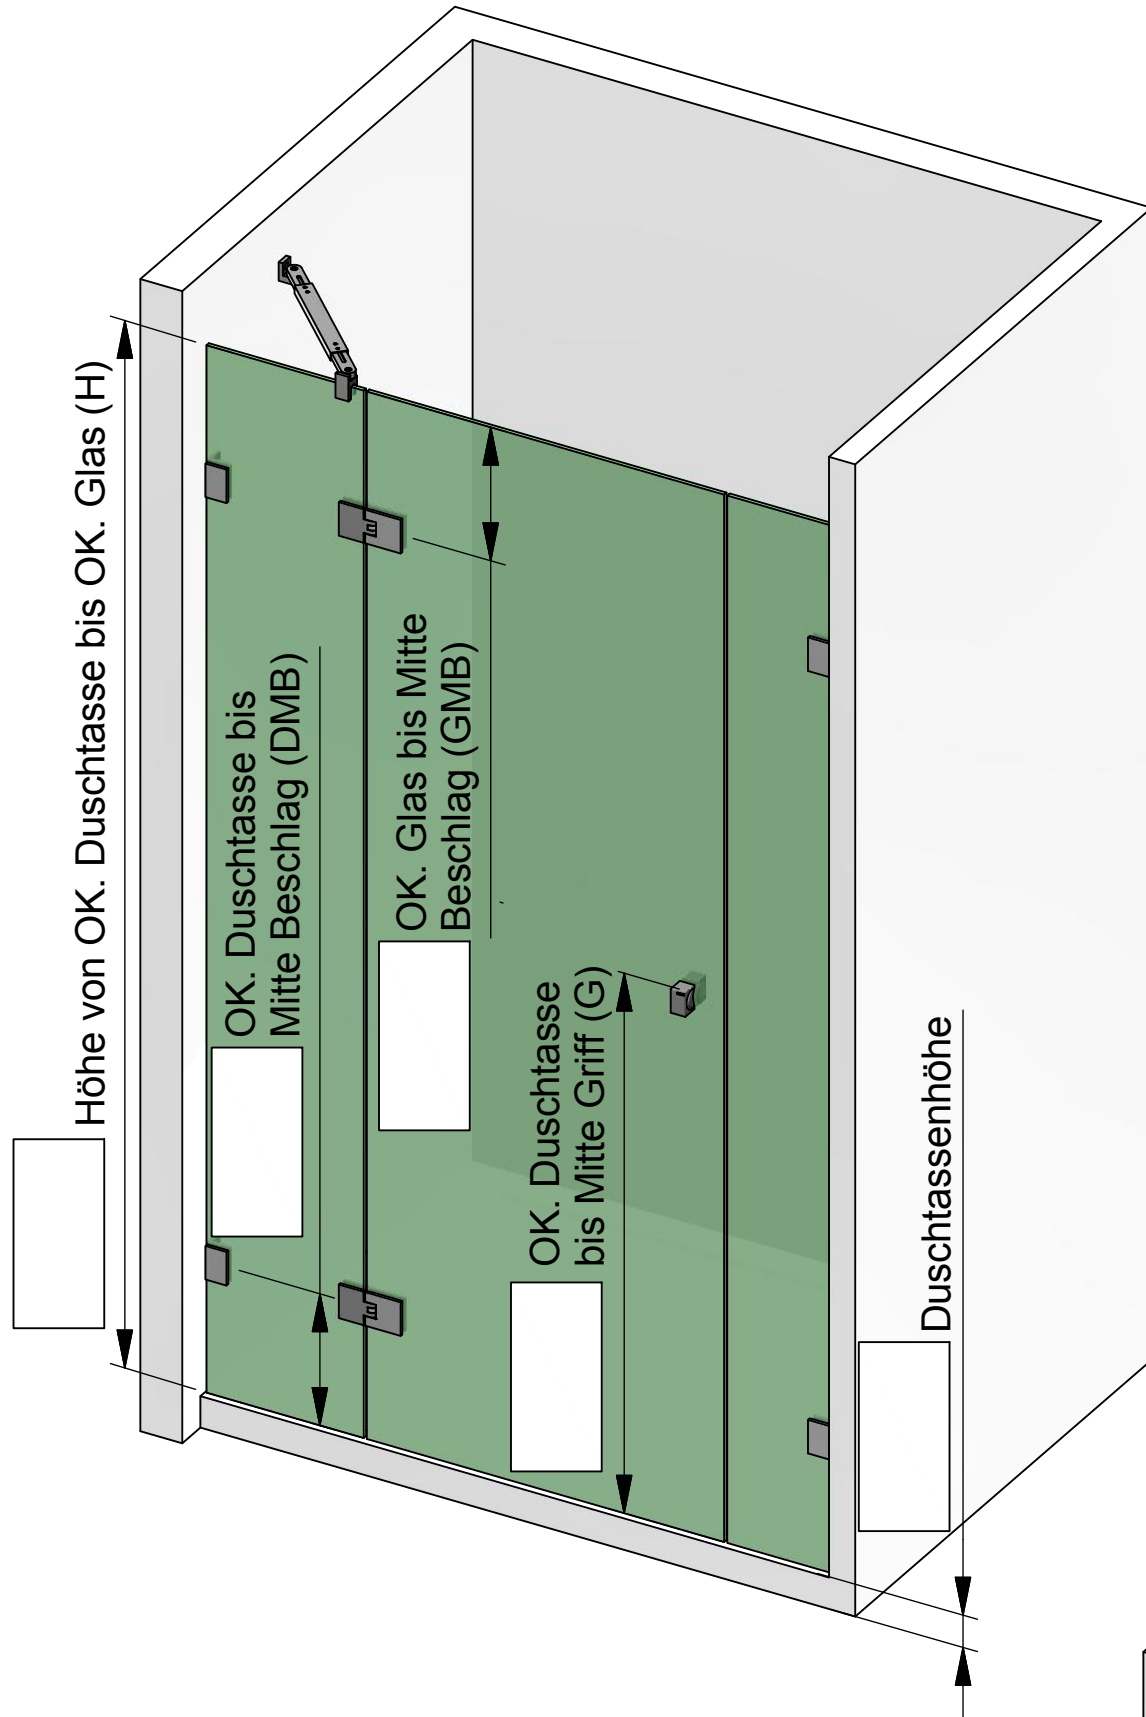 Höhe von OK. Duschtasse bis OK. Glas (H)
OK. Duschtasse bis
Mitte Beschlag (DMB)
OK. Glas bis Mitte
Beschlag (GMB)
OK. Duschtasse
bis Mitte Griff (G)
Duschtassenhöhe